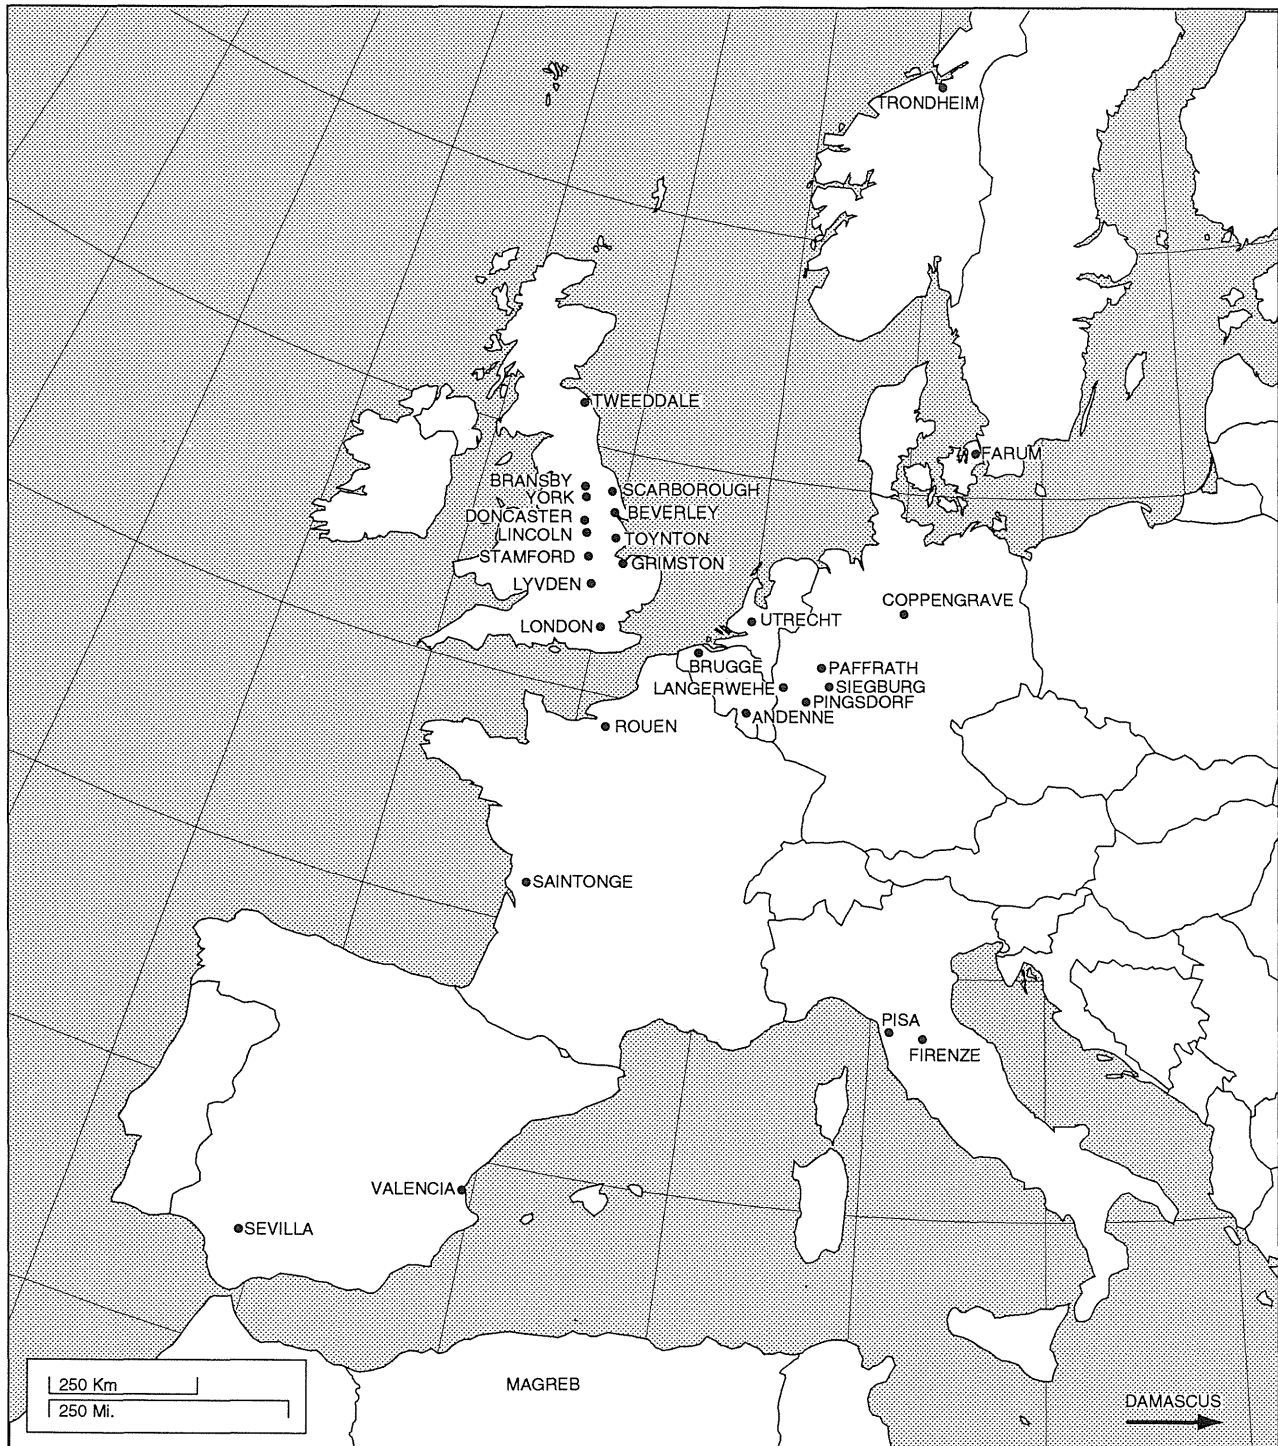 TRONDHEIM
TWEEDDALE
FARUM
BRANSBY
SCARBOROUGH
YORK
BEVERLEY
DONCASTER
LINCOLN
TOYNTON
STAMFORD
GRIMSTON
LYVDEN
COPPENGRAVE
LONDON
UTRECHT
BRUGGE
PAFFRATH
LANGERWEHE
SIEGBURG
PINGSDORF
ANDENNE
ROUEN
SAINTONGE
PISA
FIRENZE
VALENCIA
SEVILLA
MAGREB
250 Km
250 Mi.
DAMASCUS